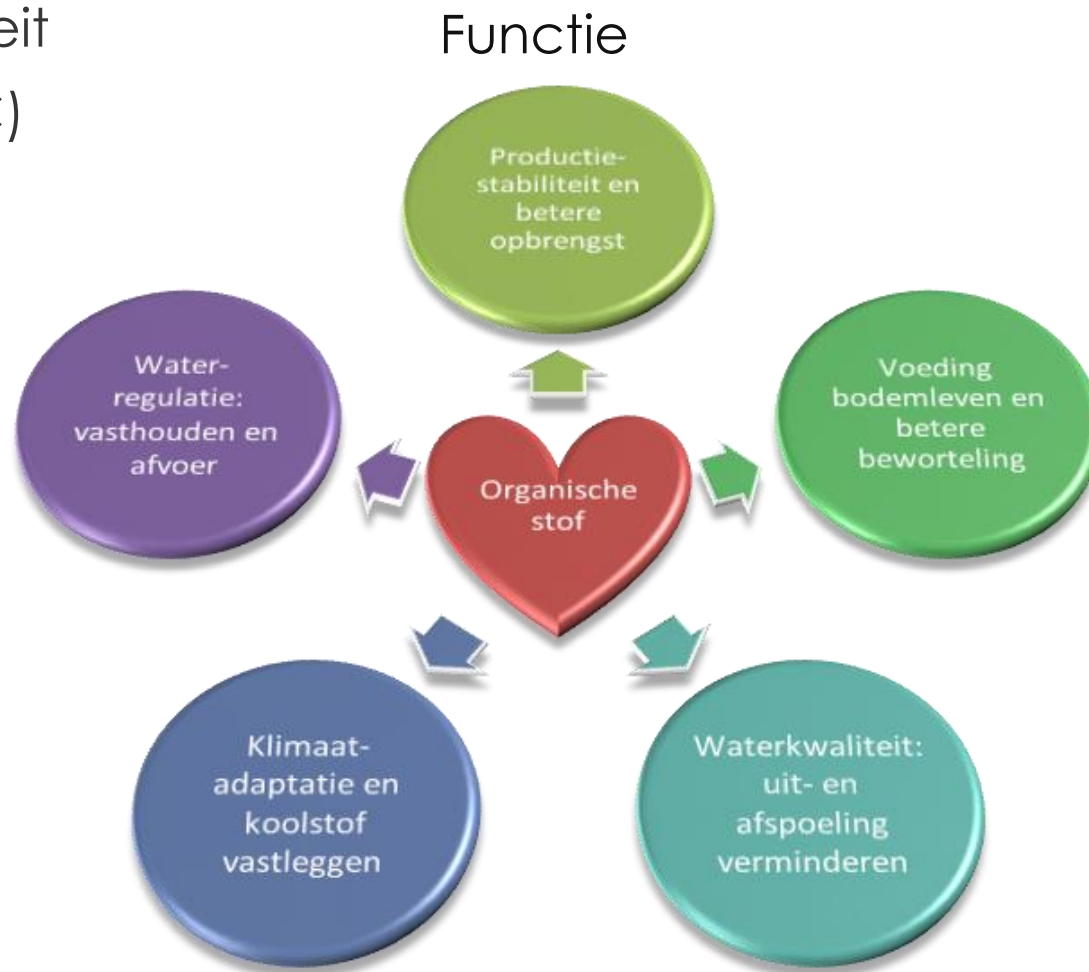 eit
Functie
Productie-
stabiliteit en
betere
opbrengst
Water-
regulatie:
vasthouden en
afvoer
Voeding
bodemleven en
betere
beworteling
Organische
stof
Klimaat-
adaptatie en
koolstof
vastleggen
Waterkwaliteit:
uit- en
afspoeling
verminderen